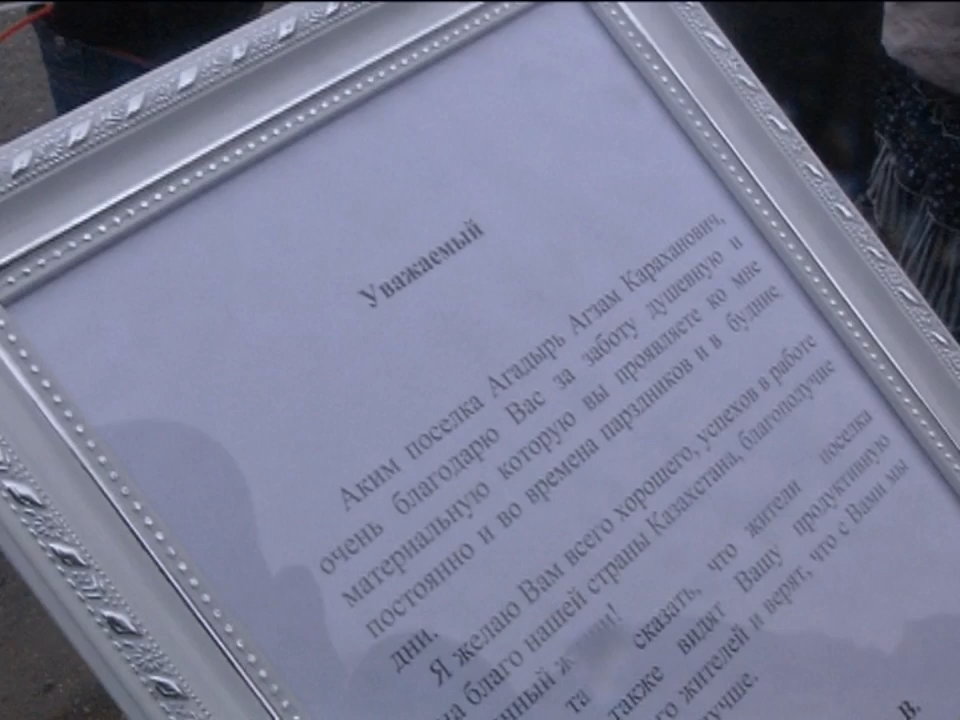 Уважаемый
Аким поселка Агадырь Агзам Караханович,
очень благодарю Вас за заботу душевную и
материальную которую вы проявляете ко мне
постоянно и во времена парздников и в будние
дни.
Я желаю Вам всего хорошего, успехов в работе
на благо нашей страны Казахстана, благополучие
сказать, что жители поселка
также видят Вашу продуктивную
жителей и верят, что с Вами мы
В.